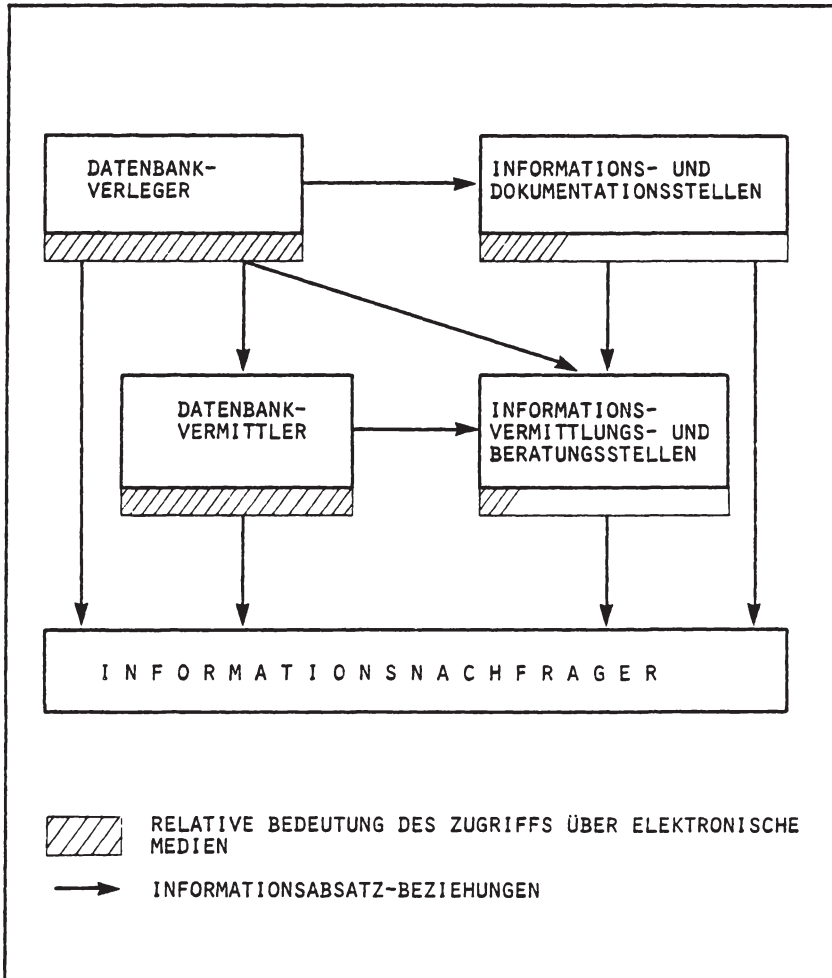 DATENBANK-
VERLEGER
INFORMATIONS- UND
DOKUMENTATIONSSTELLEN
DATENBANK-
VERMITTLER
INFORMATIONS-
VERMITTLUNGS- UND
BERATUNGSSTELLEN
INFORMATIONSNACHFRAGER
RELATIVE BEDEUTUNG DES ZUGRIFFS ÜBER ELEKTRONISCHE
MEDIEN
INFORMATIONSABSATZ-BEZIEHUNGEN